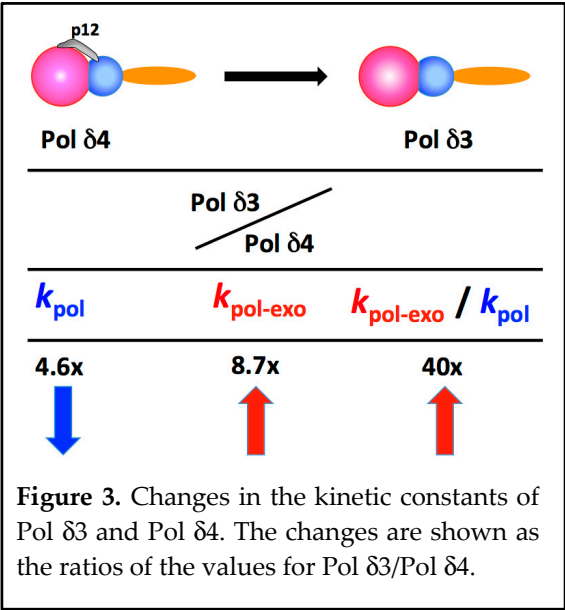 p12
Pol δ4 Pol δ3
Pol δ3
Pol δ4
kpol kpol-exo kpol-exo / kpol
4.6x 8.7x 40x
Figure 3. Changes in the kinetic constants of
Pol δ3 and Pol δ4. The changes are shown as
the ratios of the values for Pol δ3/Pol δ4.